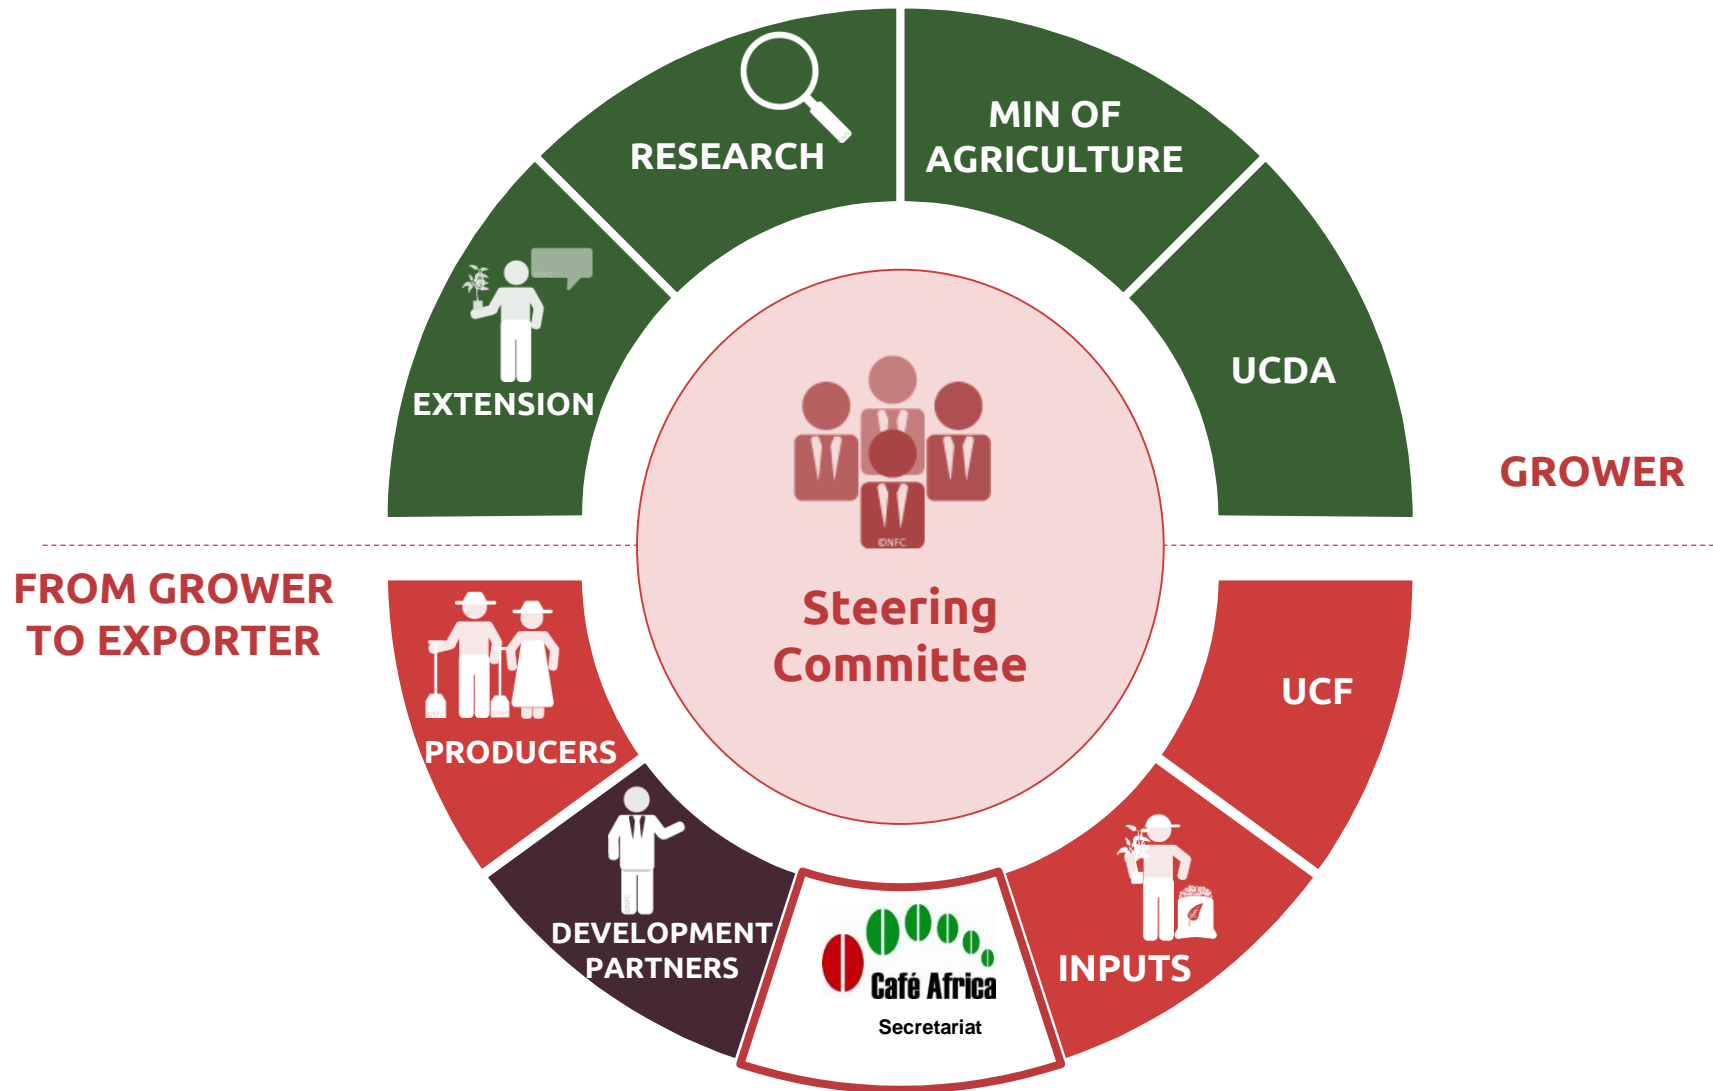 RESEARCH
MIN OF
AGRICULTURE
EXTENSION
UCDA
GROWER
©NFC
Steering
Committee
FROM GROWER
TO EXPORTER
PRODUCERS
UCF
DEVELOPMENT
PARTNERS
Café Africa
Secretariat
INPUTS